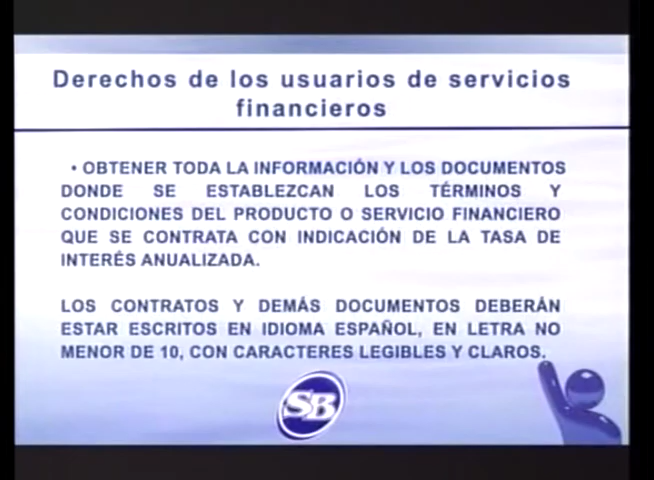 Derechos de los usuarios de servicios
financieros
• OBTENER TODA LA INFORMACIÓN Y LOS DOCUMENTOS
DONDE SE ESTABLEZCAN LOS TÉRMINOS Y
CONDICIONES DEL PRODUCTO O SERVICIO FINANCIERO
QUE SE CONTRATA CON INDICACIÓN DE LA TASA DE
INTERÉS ANUALIZADA.
LOS CONTRATOS Y DEMÁS DOCUMENTOS DEBERÁN
ESTAR ESCRITOS EN IDIOMA ESPAÑOL, EN LETRA NO
MENOR DE 10, CON CARACTERES LEGIBLES Y CLAROS.
SB